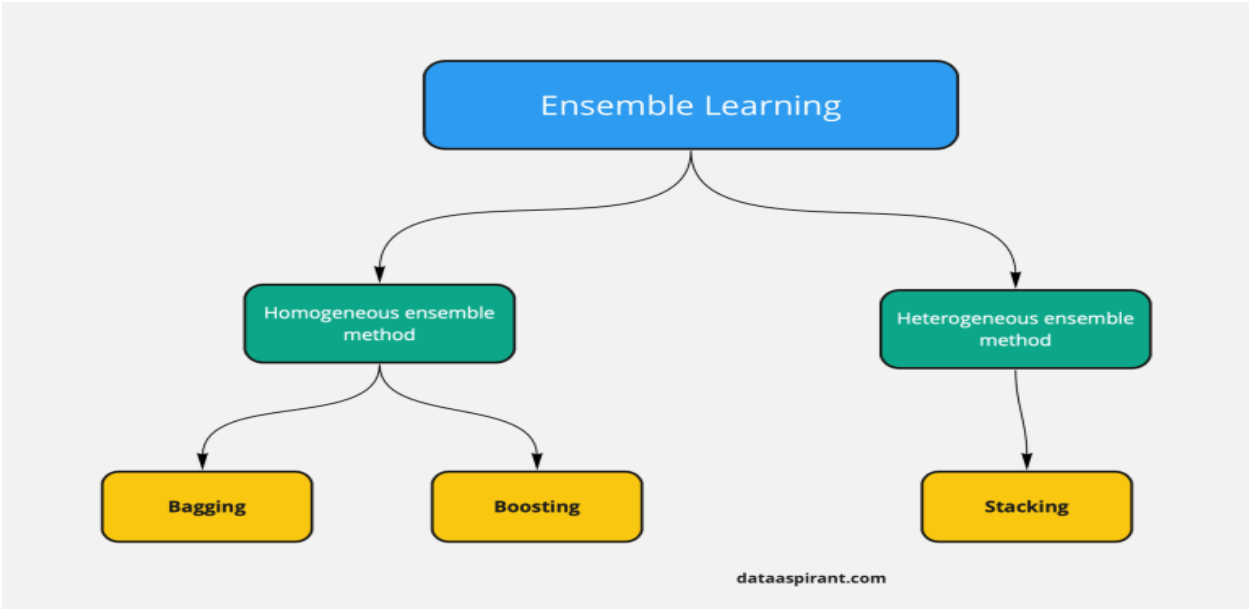 Ensemble Learning
Homogeneous ensemble
method
Heterogeneous ensemble
method
Bagging
Boosting
Stacking
dataaspirant.com